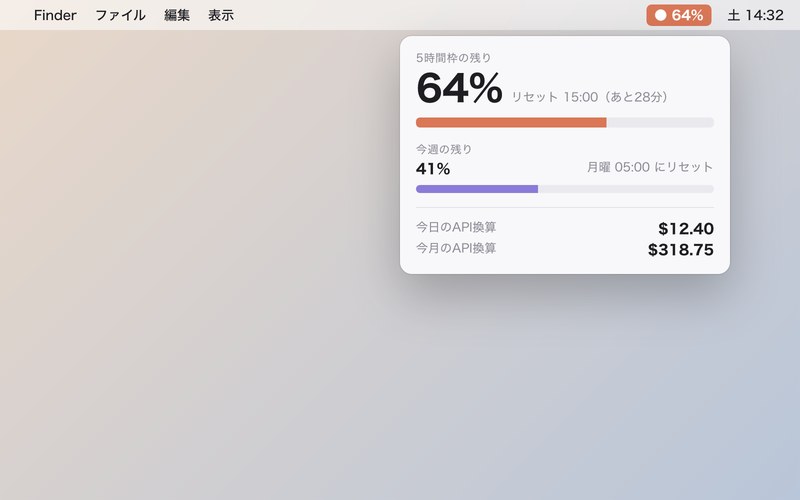 Finder ファイル 編集 表示 64% 土 14:32
5時間枠の残り
64% リセット 15:00（あと28分）
今週の残り
41% 月曜 05:00 にリセット
今日のAPI換算 $12.40
今月のAPI換算 $318.75